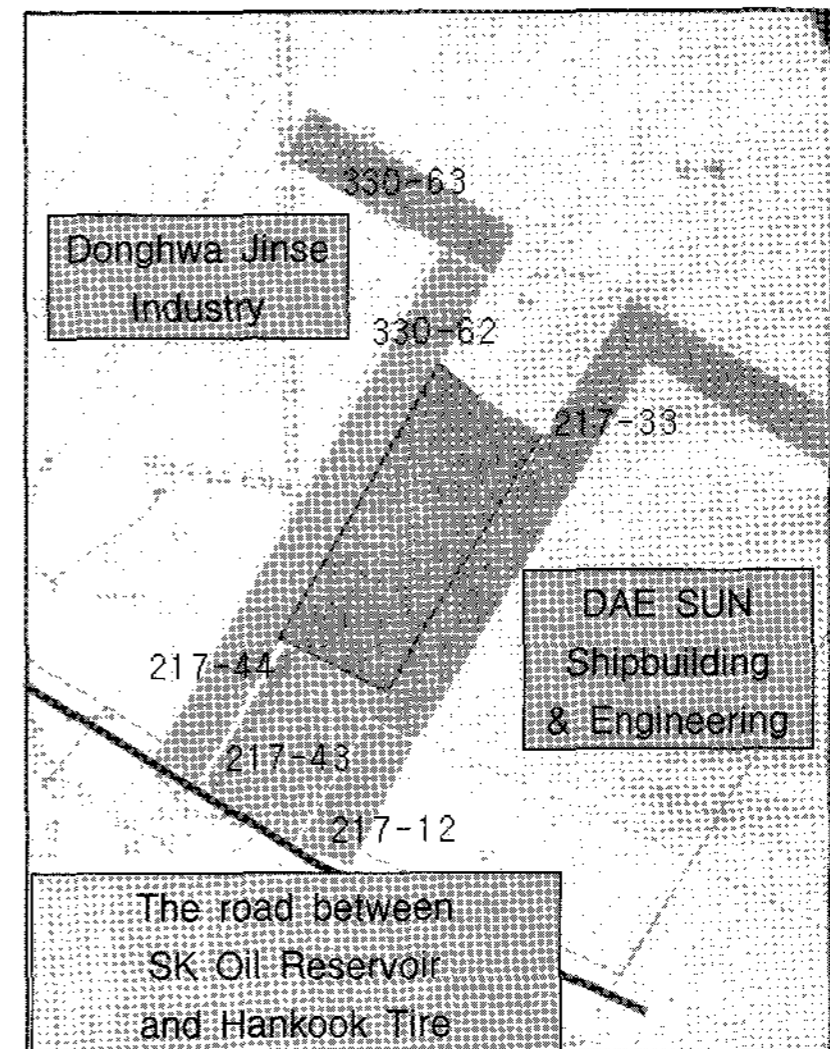 330-63
Donghwa Jinse
Industry
330-62
217-33
DAE SUN
Shipbuilding
& Engineering
217-44
217-43
217-12
The road between
SK Oil Reservoir
and Hankook Tire